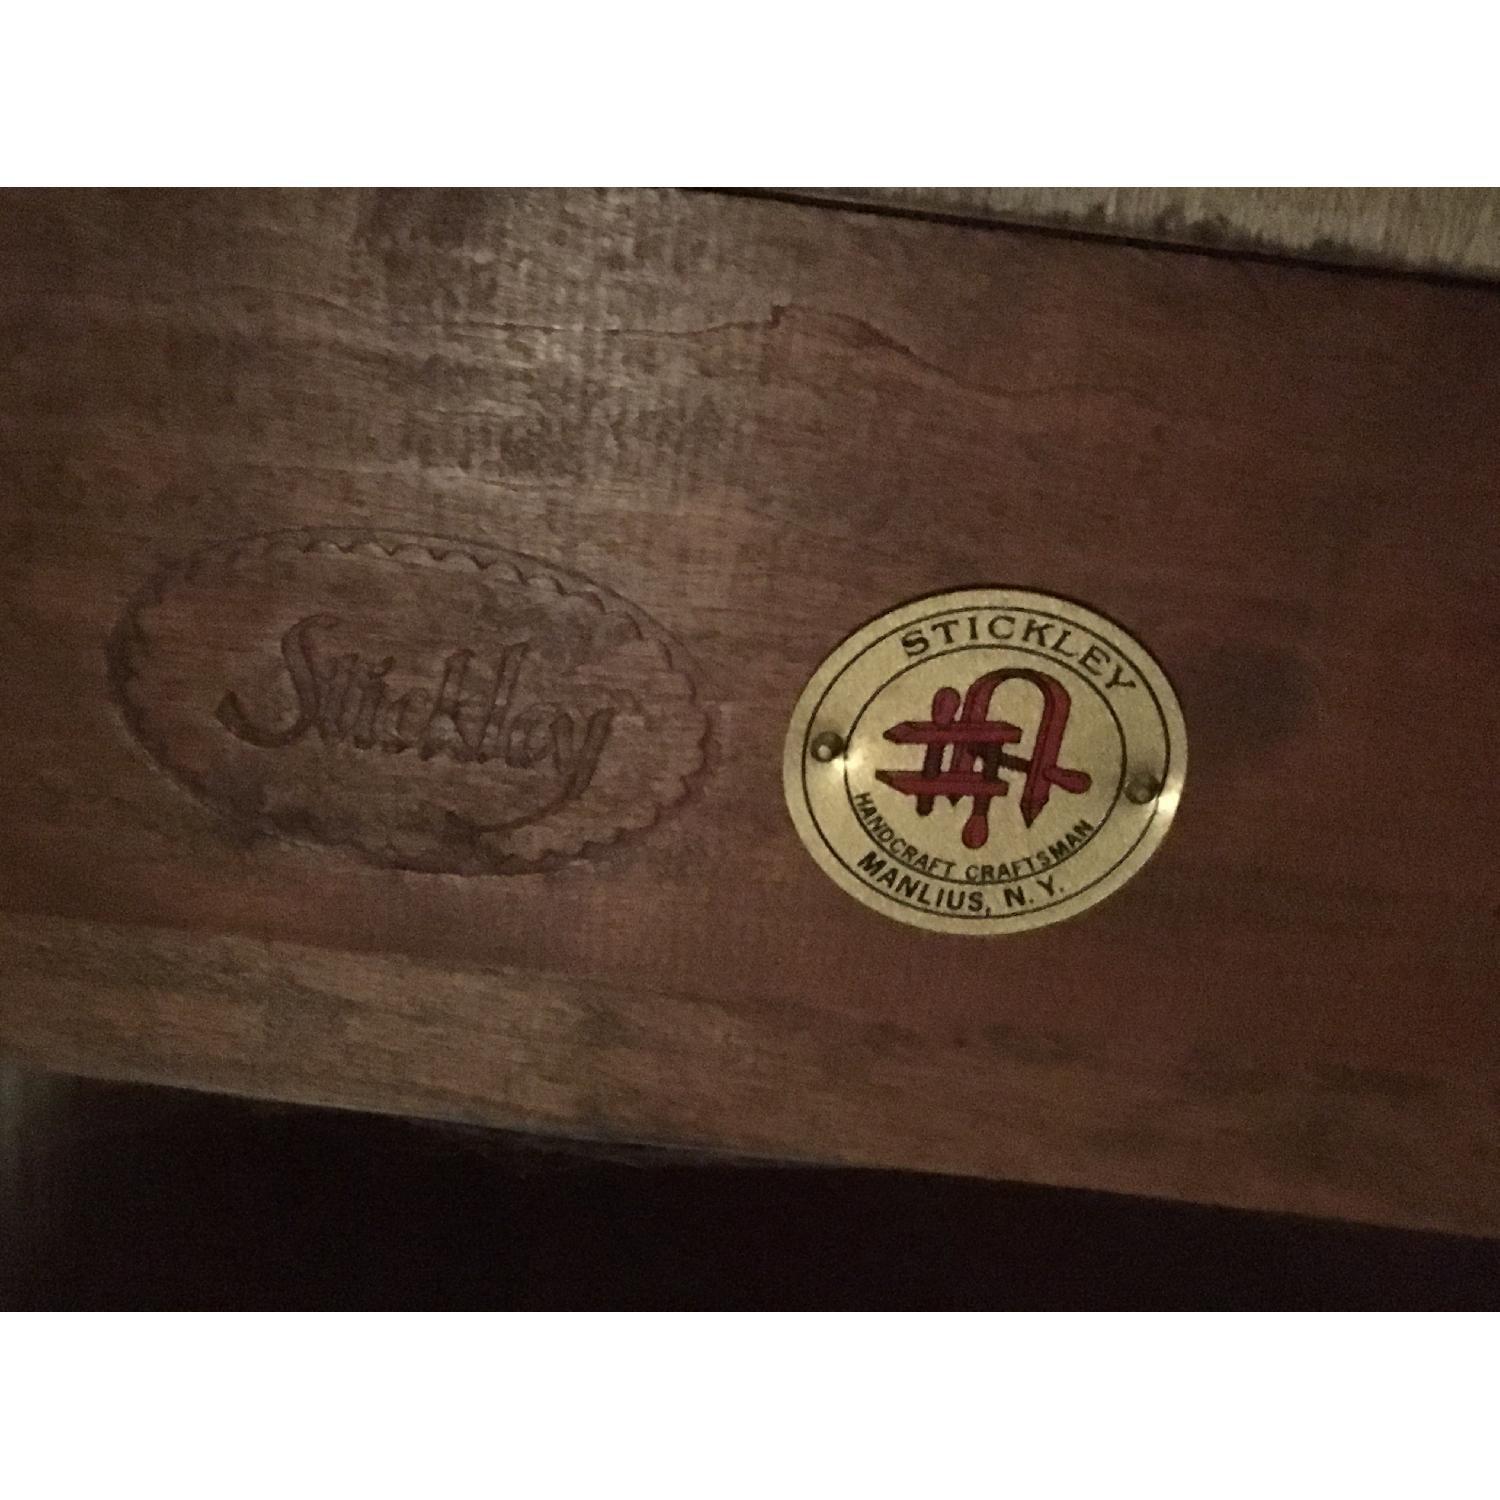 Stickley
STICKLEY
HANDCRAFT CRAFTSMAN
MANLIUS, N.Y.